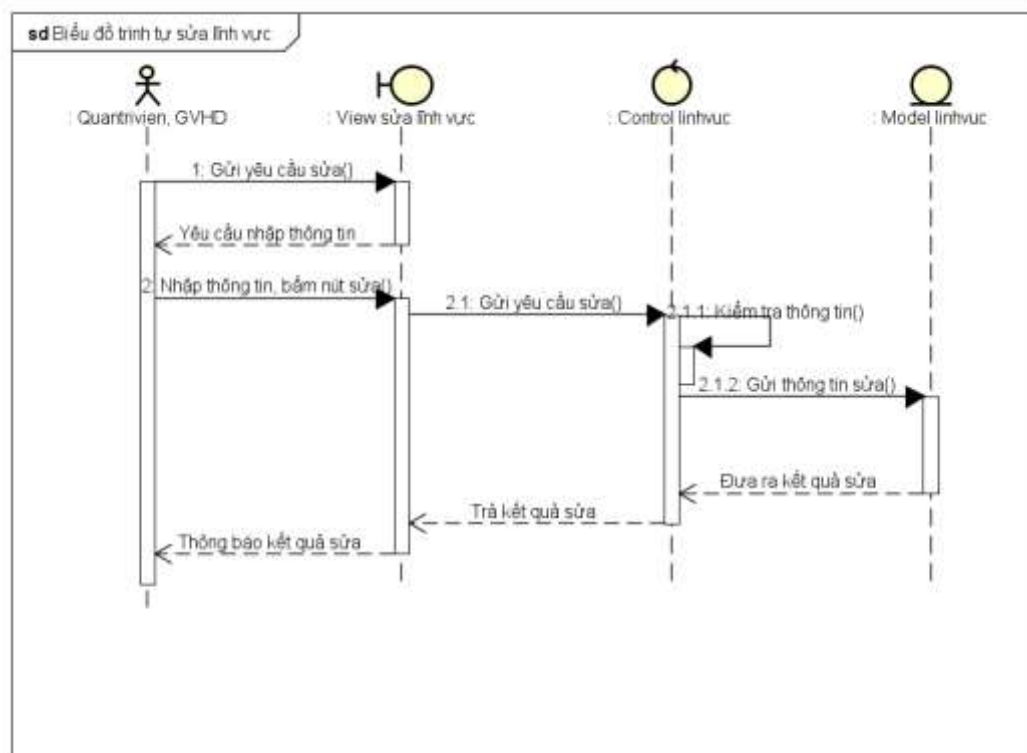 sd Biểu đồ trình tự sửa lĩnh vực
: Quantrivien, GVHD
: View sửa lĩnh vực
: Control linhvuc
: Model linhvuc
1: Gửi yêu cầu sửa()
Yêu cầu nhập thông tin
2: Nhập thông tin, bấm nút sửa()
2.1: Gửi yêu cầu sửa()
2.1.1: Kiểm tra thông tin()
2.1.2: Gửi thông tin sửa()
Đưa ra kết quả sửa
Trả kết quả sửa
Thông báo kết quả sửa